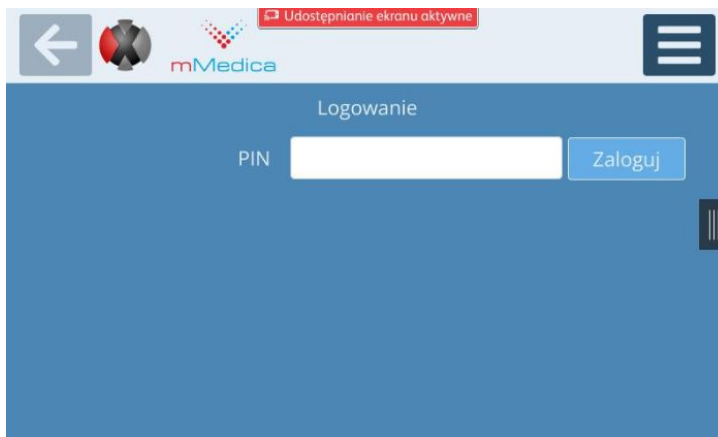 Udostępnianie ekranu aktywne
mMedica
Logowanie
PIN
Zaloguj